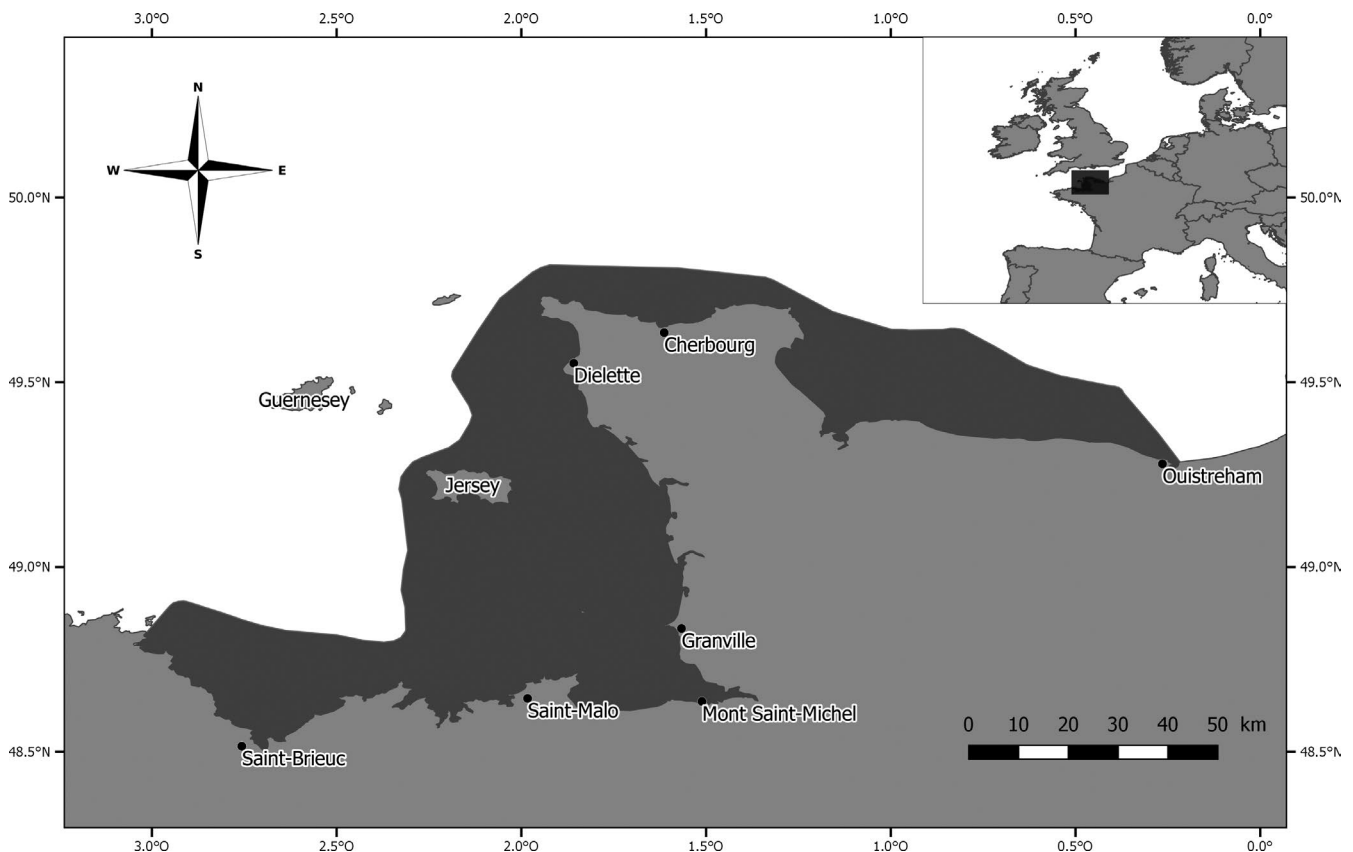 3.0°O 2.5°O 2.0°O 1.5°O 1.0°O 0.5°O 0.0°
N
W E
S
50.0°N 50.0°N
Cherbourg
49.5°N Dielette 49.5°N
Guernesey
Ouistreham
Jersey
49.0°N 49.0°N
Granville
Saint-Malo Mont Saint-Michel
0 10 20 30 40 50 km
48.5°N Saint-Brieuc 48.5°N
3.0°O 2.5°O 2.0°O 1.5°O 1.0°O 0.5°O 0.0°